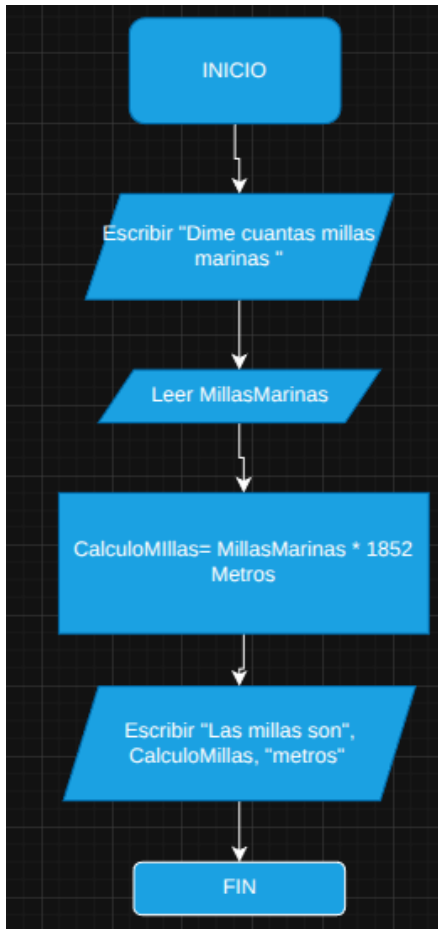 INICIO
Escribir "Dime cuantas millas
marinas "
Leer MillasMarinas
CalculoMIllas= MillasMarinas * 1852
Metros
Escribir "Las millas son",
CalculoMillas, "metros"
FIN